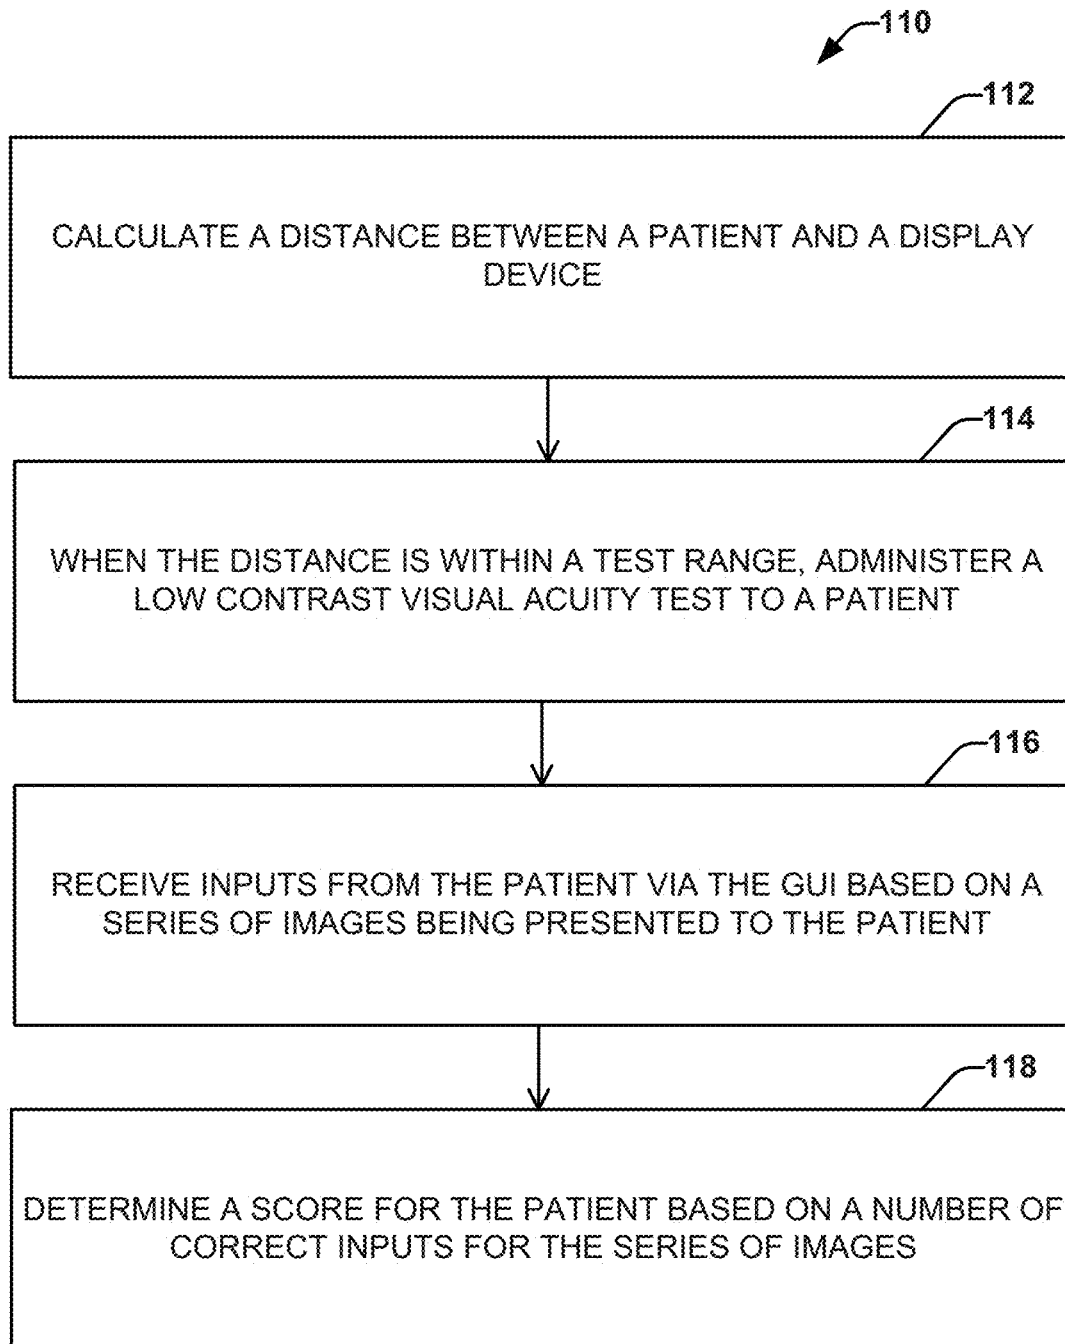 110
112
CALCULATE A DISTANCE BETWEEN A PATIENT AND A DISPLAY
DEVICE
114
WHEN THE DISTANCE IS WITHIN A TEST RANGE, ADMINISTER A
LOW CONTRAST VISUAL ACUITY TEST TO A PATIENT
116
RECEIVE INPUTS FROM THE PATIENT VIA THE GUI BASED ON A
SERIES OF IMAGES BEING PRESENTED TO THE PATIENT
118
DETERMINE A SCORE FOR THE PATIENT BASED ON A NUMBER OF
CORRECT INPUTS FOR THE SERIES OF IMAGES